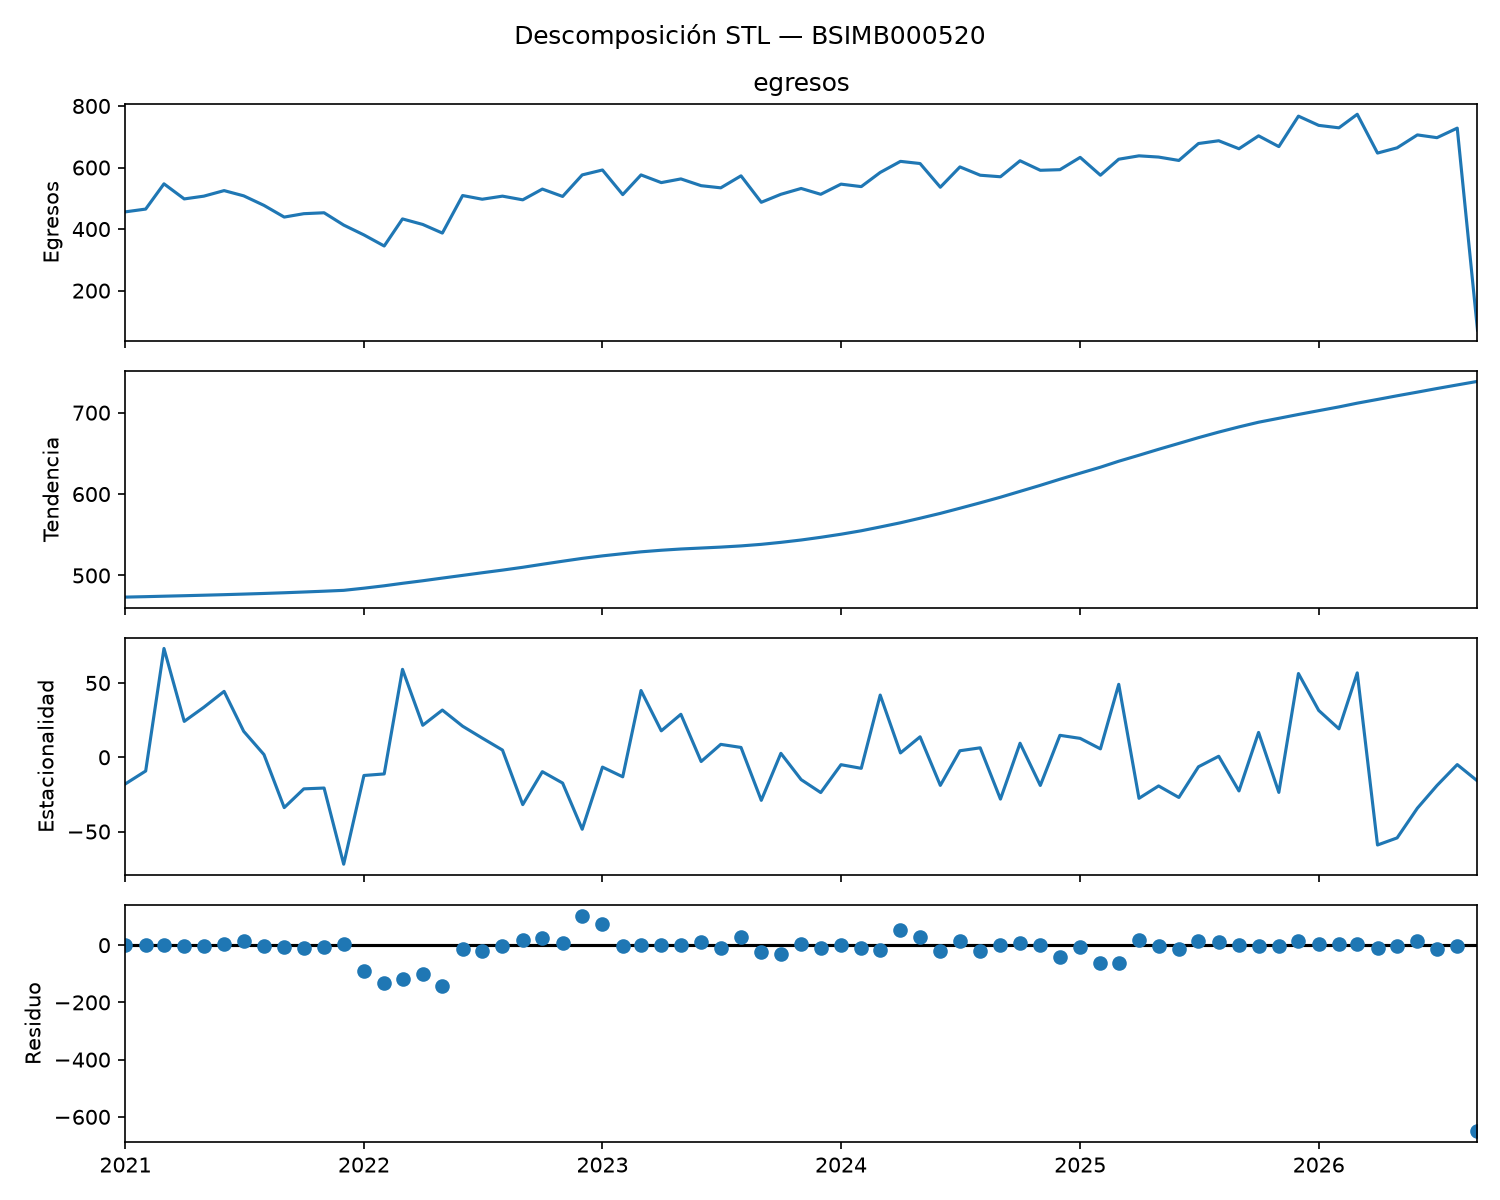 Descomposición STL — BSIMB000520
egresos
Egresos
800
600
400
200
Tendencia
700
600
500
Estacionalidad
50
0
−50
Residuo
0
−200
−400
−600
2021 2022 2023 2024 2025 2026